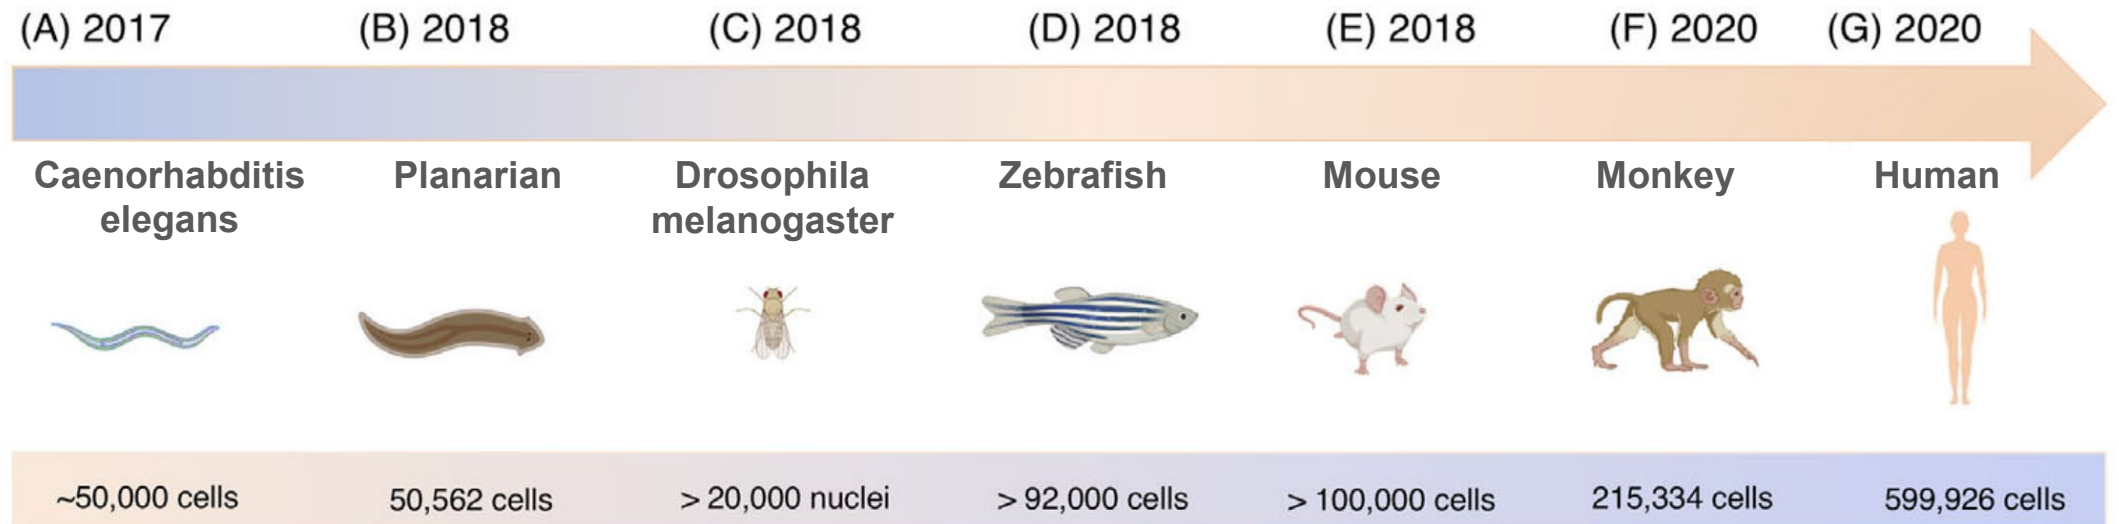 (A) 2017 (B) 2018 (C) 2018 (D) 2018 (E) 2018 (F) 2020 (G) 2020
Caenorhabditis elegans
Planarian
Drosophila melanogaster
Zebrafish
Mouse
Monkey
Human
~50,000 cells 50,562 cells > 20,000 nuclei > 92,000 cells > 100,000 cells 215,334 cells 599,926 cells